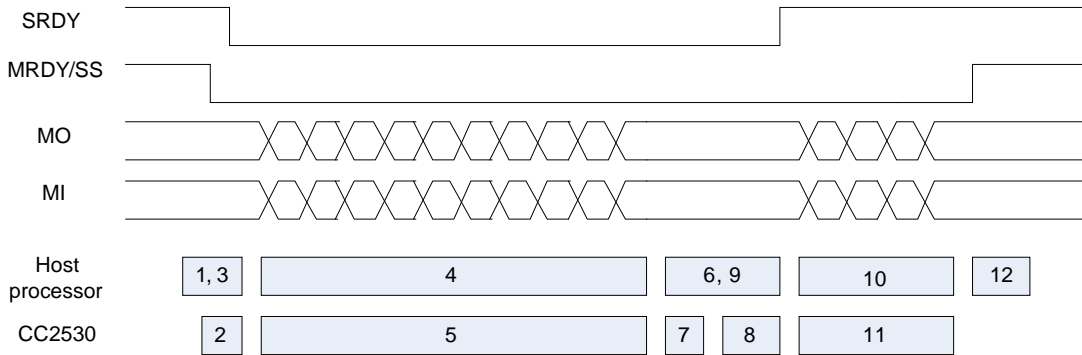 SRDY
MRDY/SS
MO
MI
Host
processor
1, 3
4
6, 9
10
12
CC2530
2
5
7
8
11